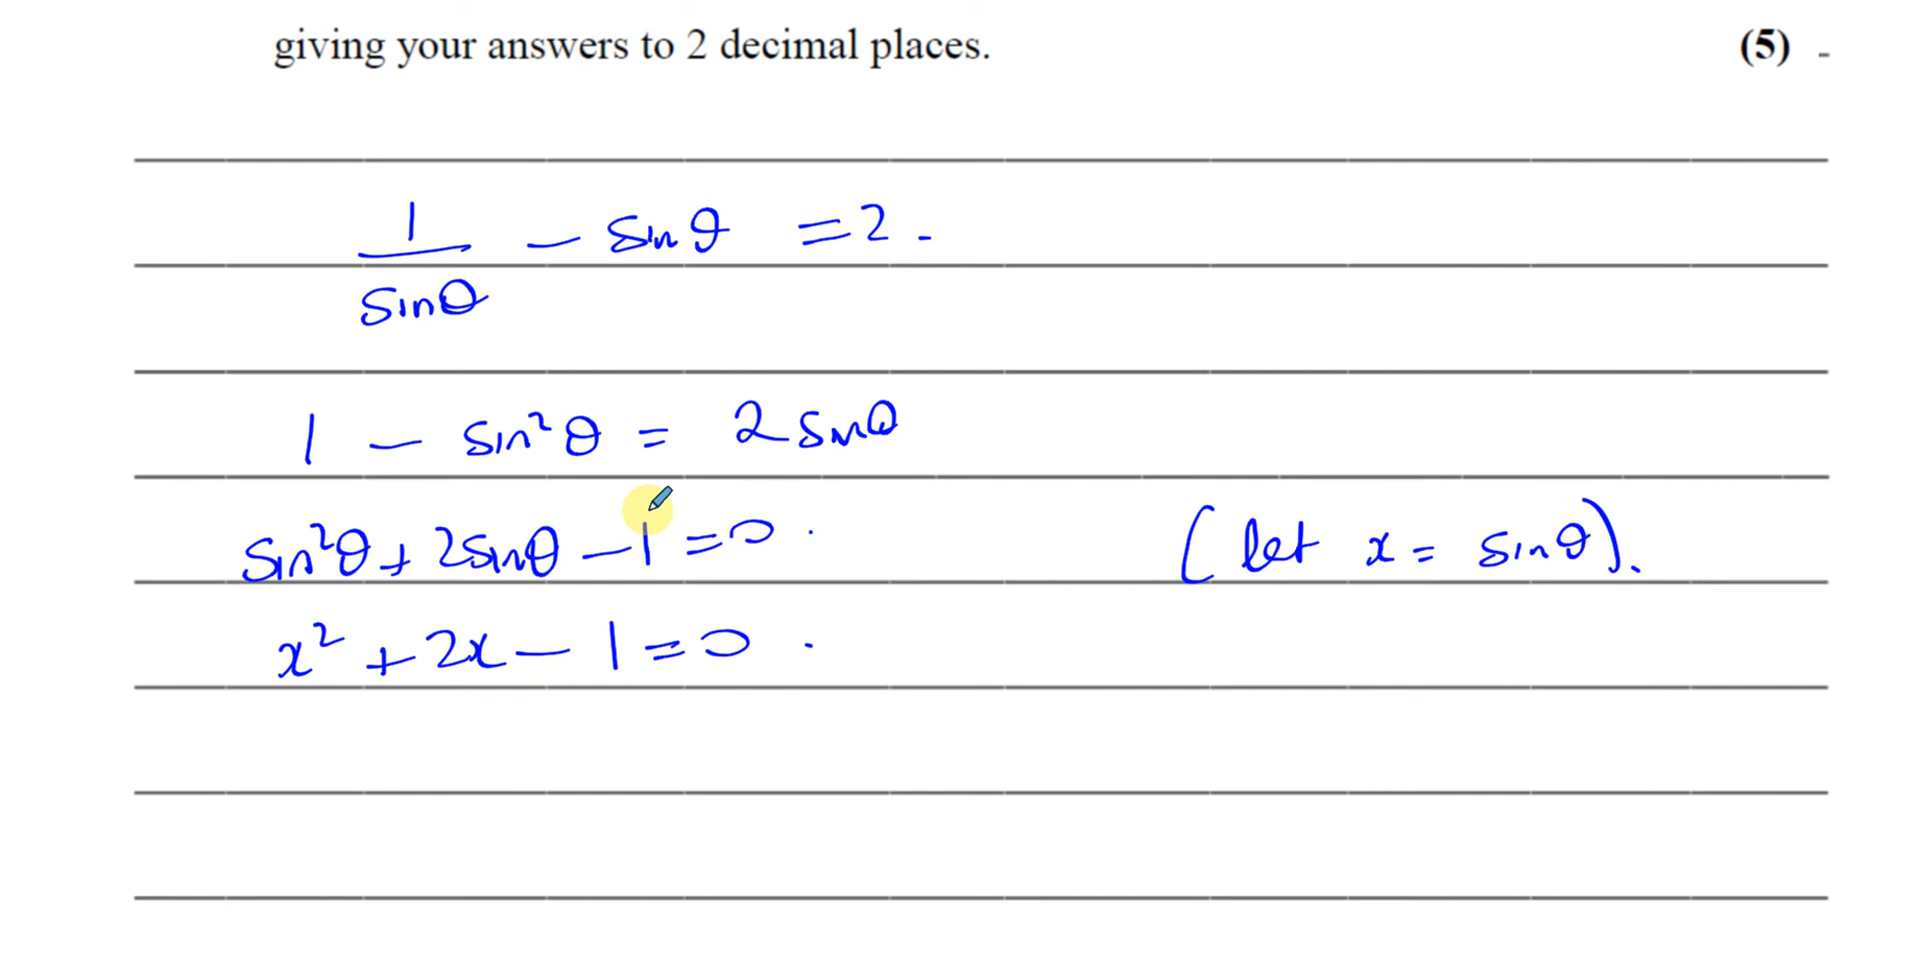 giving your answers to 2 decimal places. (5)
1/sinθ - sinθ = 2.
1 - sin²θ = 2sinθ
sin²θ + 2sinθ - 1 = 0. (let x = sinθ).
x² + 2x - 1 = 0.